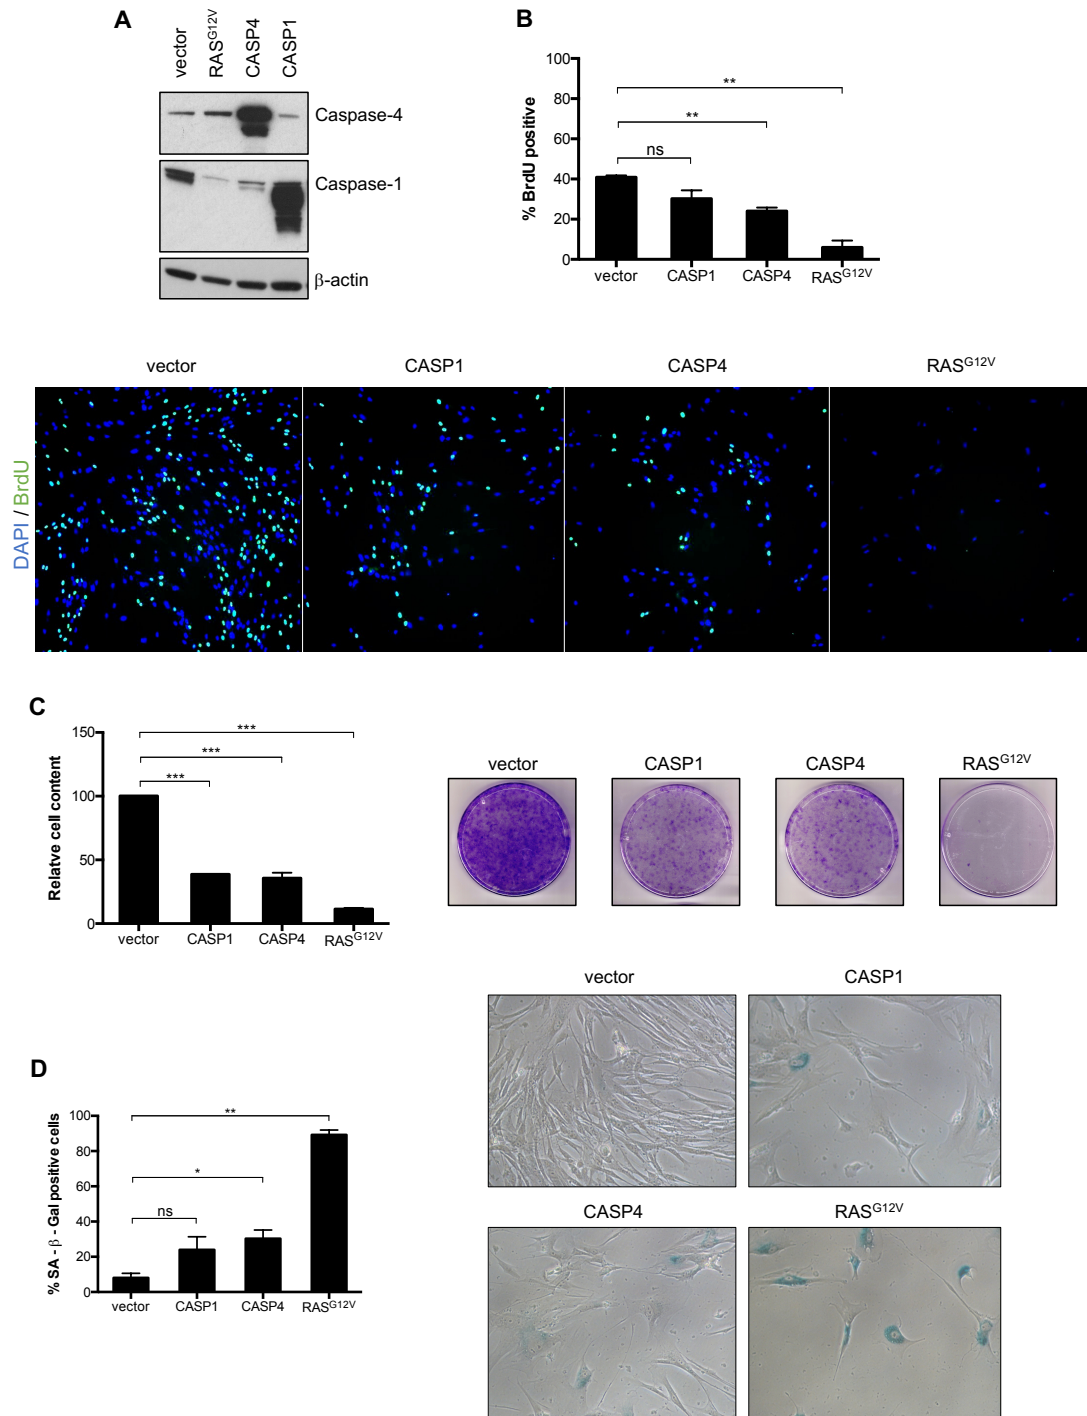 A
vector
RASG12V
CASP4
CASP1
Caspase-4
Caspase-1
β-actin
B
% BrdU positive
100
80
60
40
20
0
**
**
ns
vector
CASP1
CASP4
RASG12V
vector
CASP1
CASP4
RASG12V
DAPI / BrdU
C
Relatve cell content
150
100
50
0
***
***
***
vector
CASP1
CASP4
RASG12V
vector
CASP1
CASP4
RASG12V
D
% SA - β - Gal positive cells
100
80
60
40
20
0
**
*
ns
vector
CASP1
CASP4
RASG12V
vector
CASP1
CASP4
RASG12V